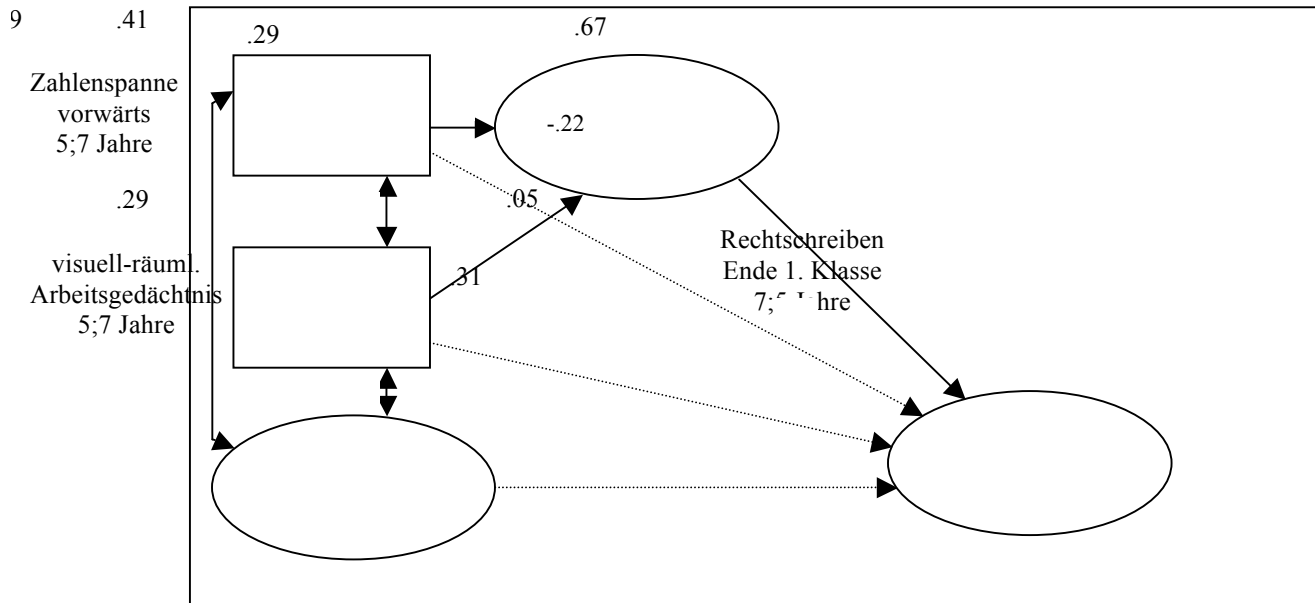 9
.41
.29
.67
Zahlenspanne
vorwärts
5;7 Jahre
-.22
.29
.05
visuell-räuml.
Arbeitsgedächtnis
5;7 Jahre
.31
Rechtschreiben
Ende 1. Klasse